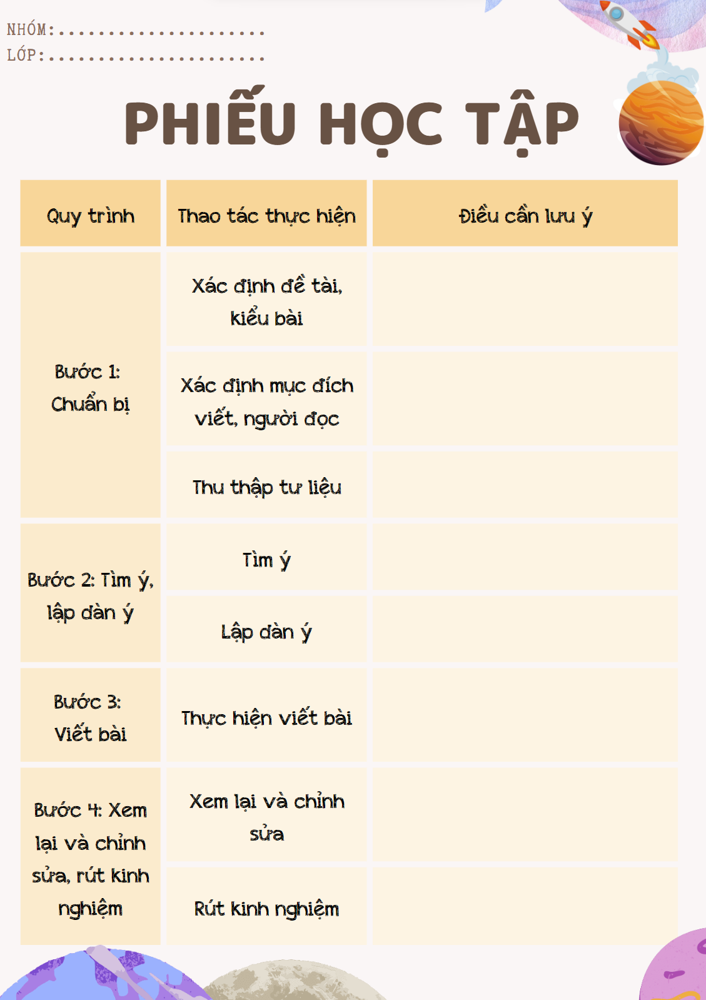 NHÓM:.....................
LỚP:......................
PHIẾU HỌC TẬP
Quy trình
Thao tác thực hiện
Điều cần lưu ý
Bước 1:
Chuẩn bị
Xác định đề tài,
kiểu bài
Xác định mục đích
viết, người đọc
Thu thập tư liệu
Bước 2: Tìm ý,
lập dàn ý
Tìm ý
Lập dàn ý
Bước 3:
Viết bài
Thực hiện viết bài
Bước 4: Xem
lại và chỉnh
sửa, rút kinh
nghiệm
Xem lại và chỉnh
sửa
Rút kinh nghiệm